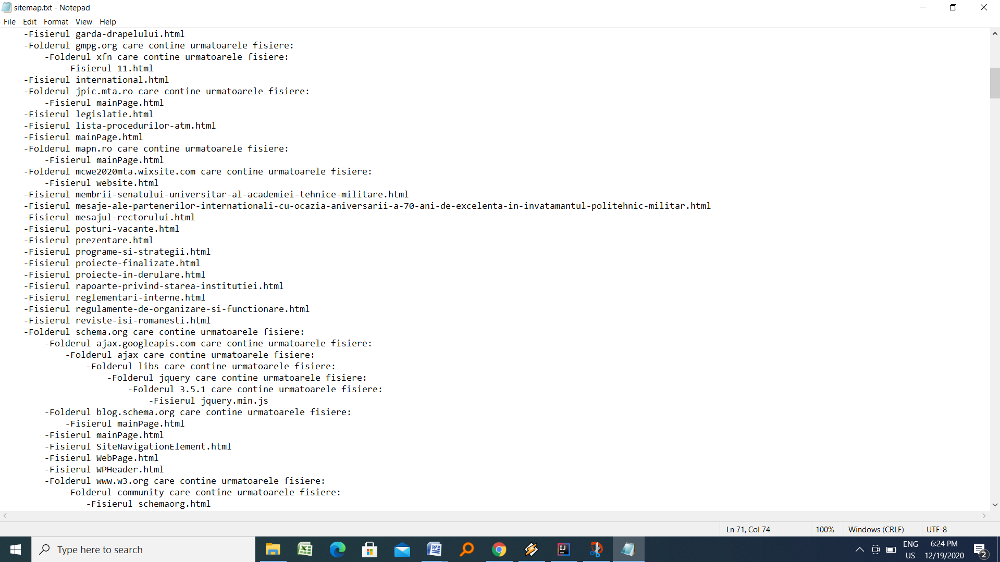 sitemap.txt - Notepad
File Edit Format View Help
-Fisierul garda-drapelului.html
-Folderul gmpg.org care contine urmatoarele fisiere:
-Folderul xfn care contine urmatoarele fisiere:
-Fisierul 11.html
-Fisierul international.html
-Folderul jpic.mta.ro care contine urmatoarele fisiere:
-Fisierul mainPage.html
-Fisierul legislatie.html
-Fisierul lista-procedurilor-atm.html
-Fisierul mainPage.html
-Folderul mapn.ro care contine urmatoarele fisiere:
-Fisierul mainPage.html
-Folderul mcwe2020mta.wixsite.com care contine urmatoarele fisiere:
-Fisierul website.html
-Fisierul membrii-senatului-universitar-al-academiei-tehnice-militare.html
-Fisierul mesaje-ale-partenerilor-internationali-cu-ocazia-aniversarii-a-70-ani-de-excelenta-in-invatamantul-politehnic-militar.html
-Fisierul mesajul-rectorului.html
-Fisierul posturi-vacante.html
-Fisierul prezentare.html
-Fisierul programe-si-strategii.html
-Fisierul proiecte-finalizate.html
-Fisierul proiecte-in-derulare.html
-Fisierul rapoarte-privind-starea-institutiei.html
-Fisierul reglementari-interne.html
-Fisierul regulamente-de-organizare-si-functionare.html
-Fisierul reviste-isi-romanesti.html
-Folderul schema.org care contine urmatoarele fisiere:
-Folderul ajax.googleapis.com care contine urmatoarele fisiere:
-Folderul ajax care contine urmatoarele fisiere:
-Folderul libs care contine urmatoarele fisiere:
-Folderul jquery care contine urmatoarele fisiere:
-Folderul 3.5.1 care contine urmatoarele fisiere:
-Fisierul jquery.min.js
-Folderul blog.schema.org care contine urmatoarele fisiere:
-Fisierul mainPage.html
-Fisierul mainPage.html
-Fisierul SiteNavigationElement.html
-Fisierul WebPage.html
-Fisierul WPHeader.html
-Folderul www.w3.org care contine urmatoarele fisiere:
-Folderul community care contine urmatoarele fisiere:
-Fisierul schemaorg.html
Ln 71, Col 74 100% Windows (CRLF) UTF-8
Type here to search
W
IJ
ENG
US
6:24 PM
12/19/2020
2